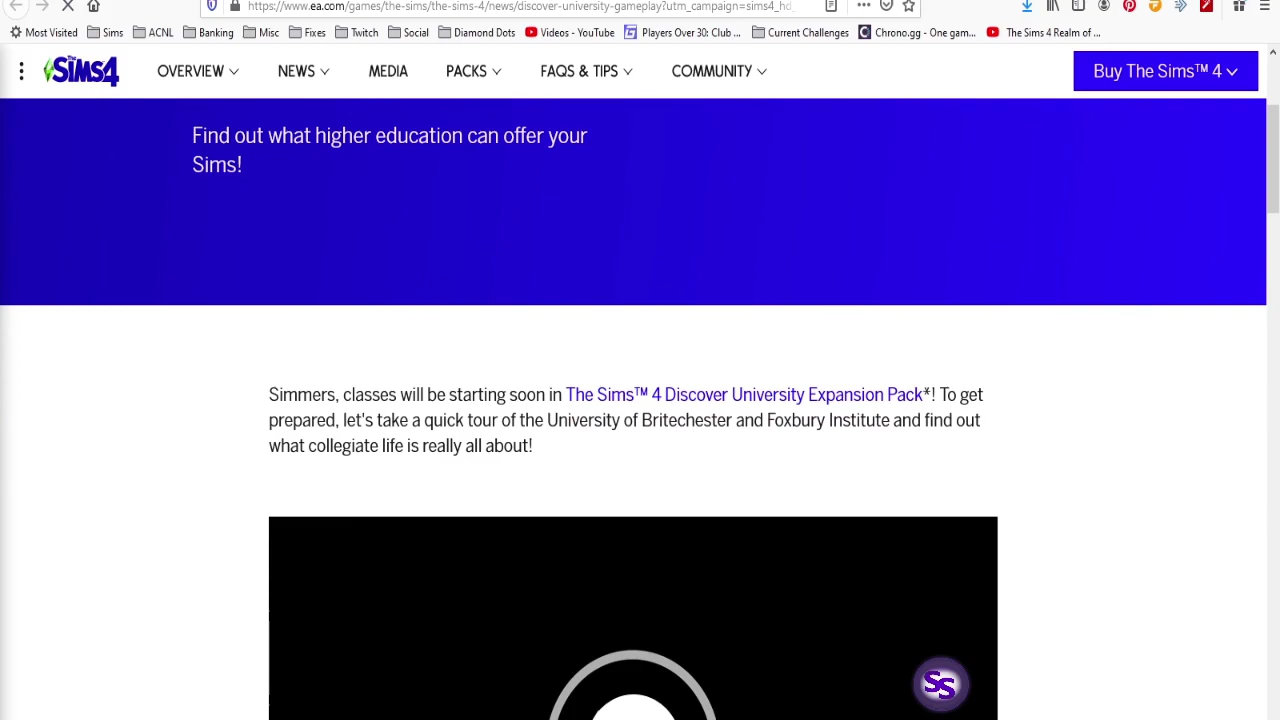 https://www.ea.com/games/the-sims/the-sims-4/news/discover-university-gameplay?utm_campaign=sims4_hd_
Most Visited Sims ACNL Banking Misc Fixes Twitch Social Diamond Dots Videos - YouTube Players Over 30: Club ... Current Challenges Chrono.gg - One gam... The Sims 4 Realm of ...
The SIMS4 OVERVIEW NEWS MEDIA PACKS FAQS & TIPS COMMUNITY Buy The Sims™ 4
Find out what higher education can offer your
Sims!
Simmers, classes will be starting soon in The Sims™ 4 Discover University Expansion Pack*! To get
prepared, let's take a quick tour of the University of Britechester and Foxbury Institute and find out
what collegiate life is really all about!
SS